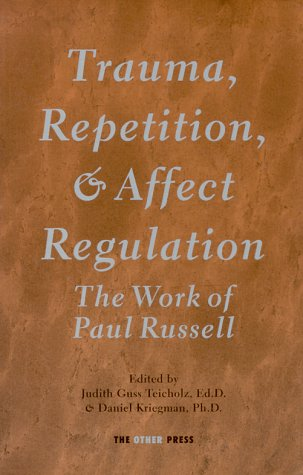 Trauma,
Repetition,
& Affect
Regulation
The Work of
Paul Russell
Edited by
Judith Guss Teicholz, Ed.D.
& Daniel Kriegman, Ph.D.
THE OTHER PRESS